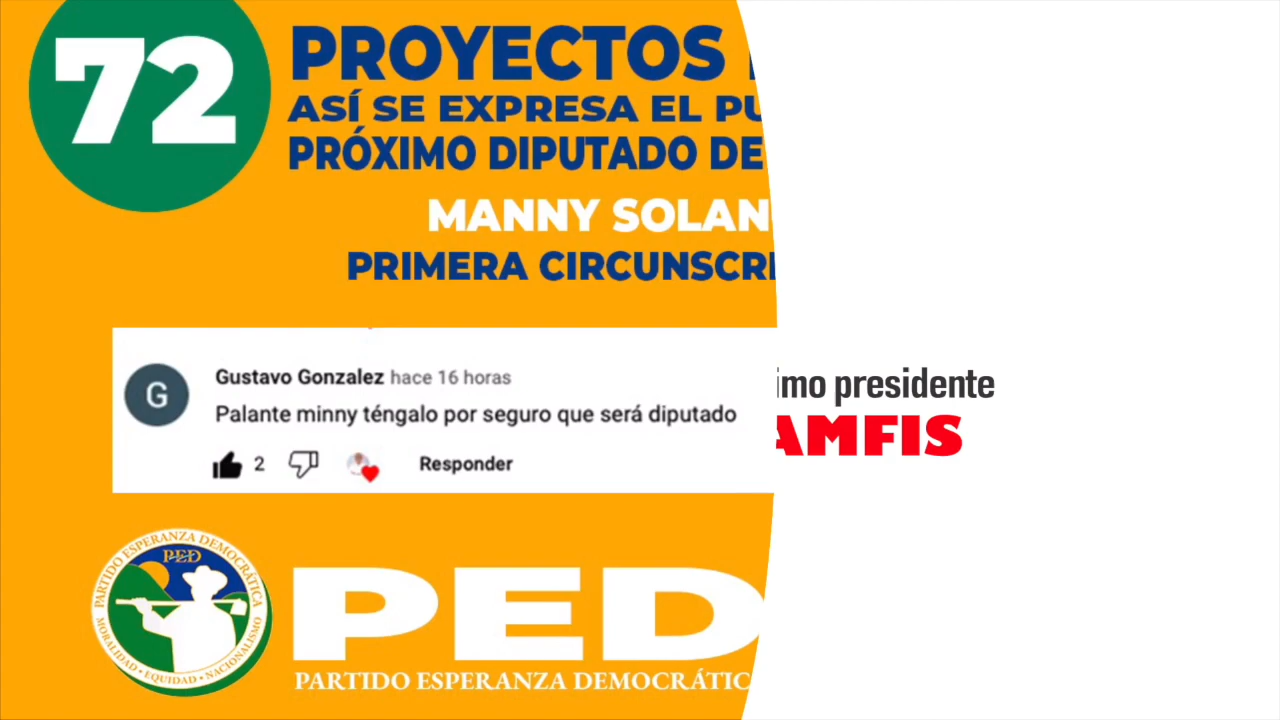 72
PROYECTOS
ASÍ SE EXPRESA EL PU
PRÓXIMO DIPUTADO DE
MANNY SOLAN
PRIMERA CIRCUNSCRI
G
Gustavo Gonzalez hace 16 horas
Palante minny téngalo por seguro que será diputado
2
Responder
imo presidente
AMFIS
PARTIDO ESPERANZA DEMOCRÁTICA
PED
MORALIDAD • EQUIDAD • NACIONALISMO
PED
PARTIDO ESPERANZA DEMOCRÁTIC